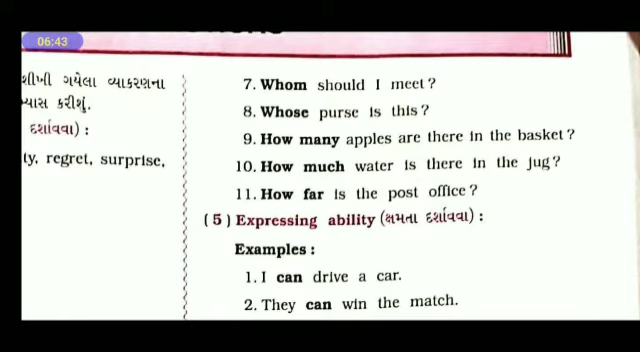 06:43
શીખી ગયેલા વ્યાકરણના
કરીશું.
દર્શાવવા) :
ty, regret, surprise,
7. Whom should I meet?
8. Whose purse is this?
9. How many apples are there in the basket?
10. How much water is there in the jug?
11. How far is the post office?
(5) Expressing ability (ક્ષમતા દર્શાવવા) :
Examples :
1. I can drive a car.
2. They can win the match.